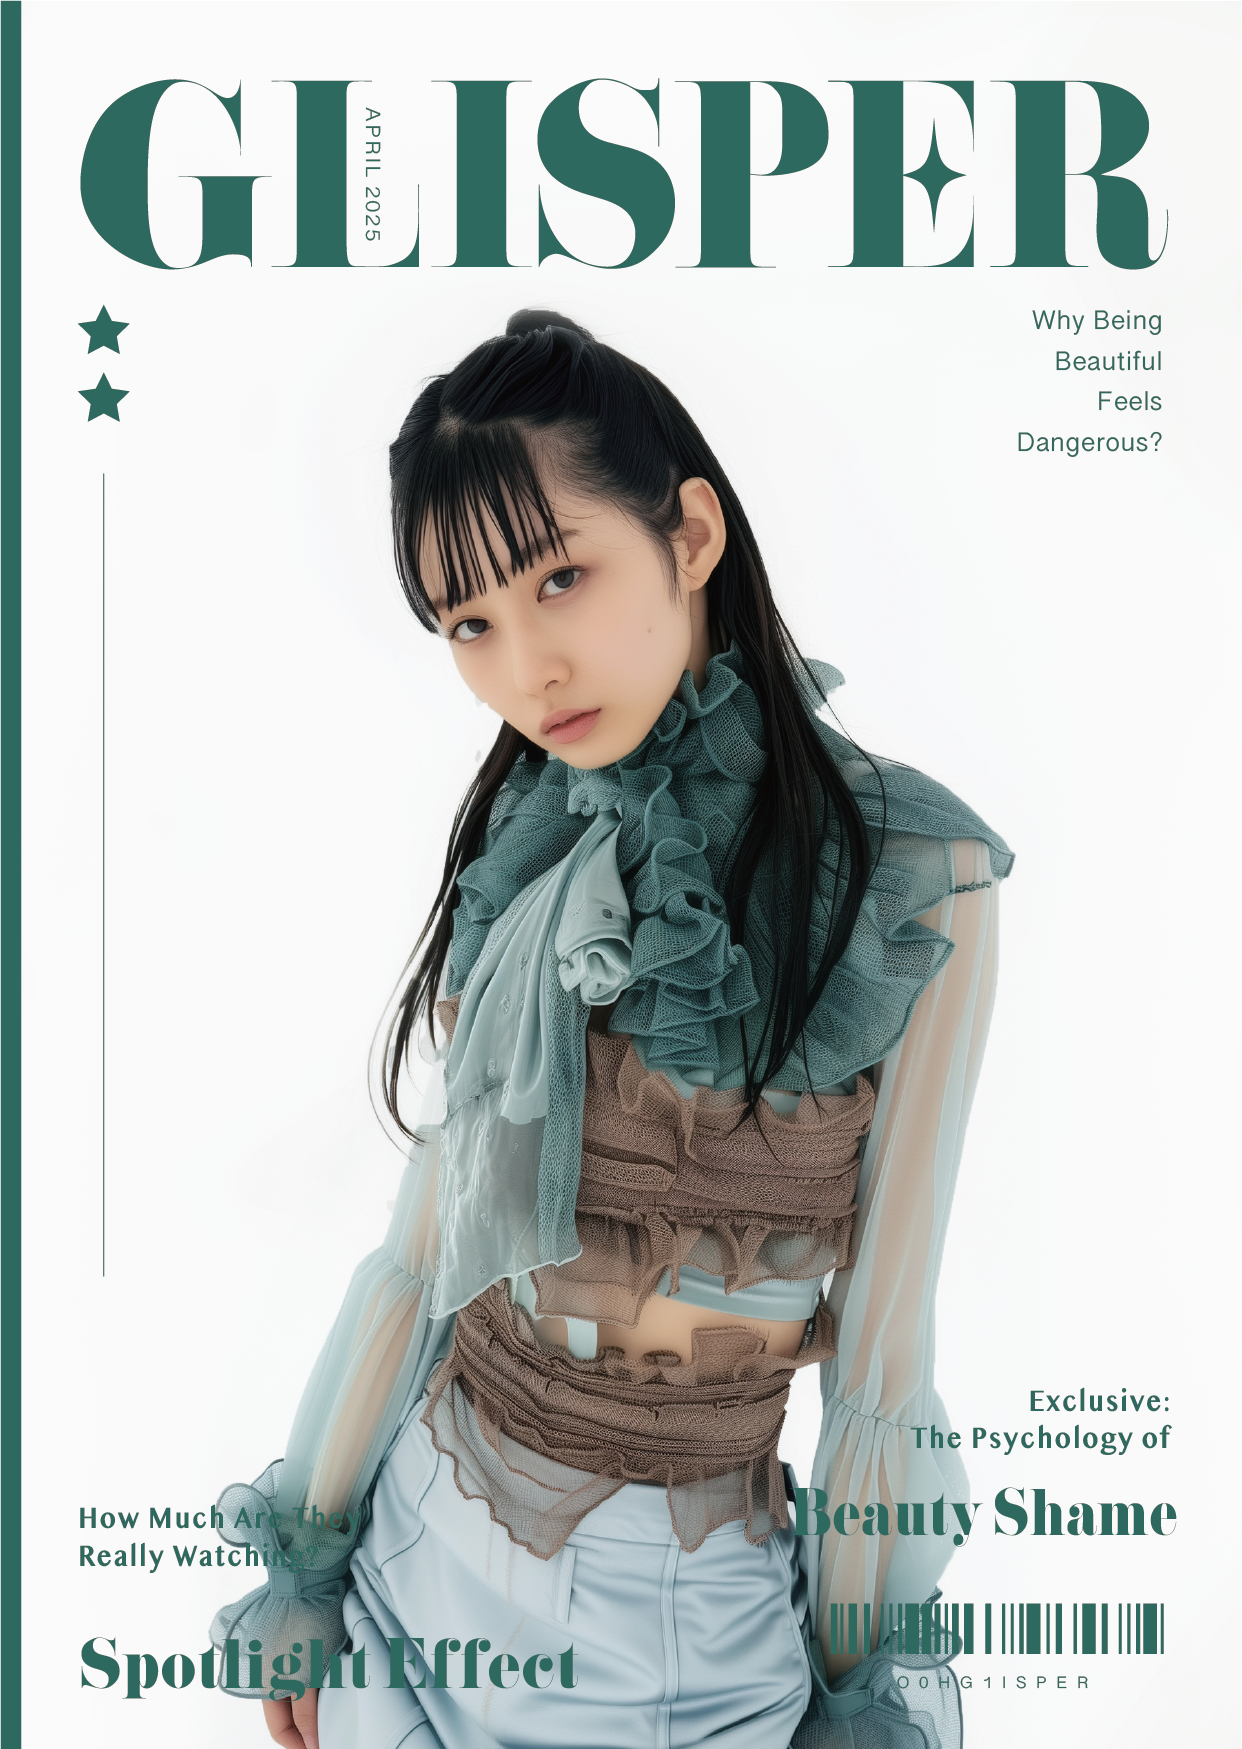 GLISPER
APRIL 2025
Why Being
Beautiful
Feels
Dangerous?
Exclusive:
The Psychology of
Beauty Shame
How Much Are They
Really Watching?
Spotlight Effect
O0HG1ISPER